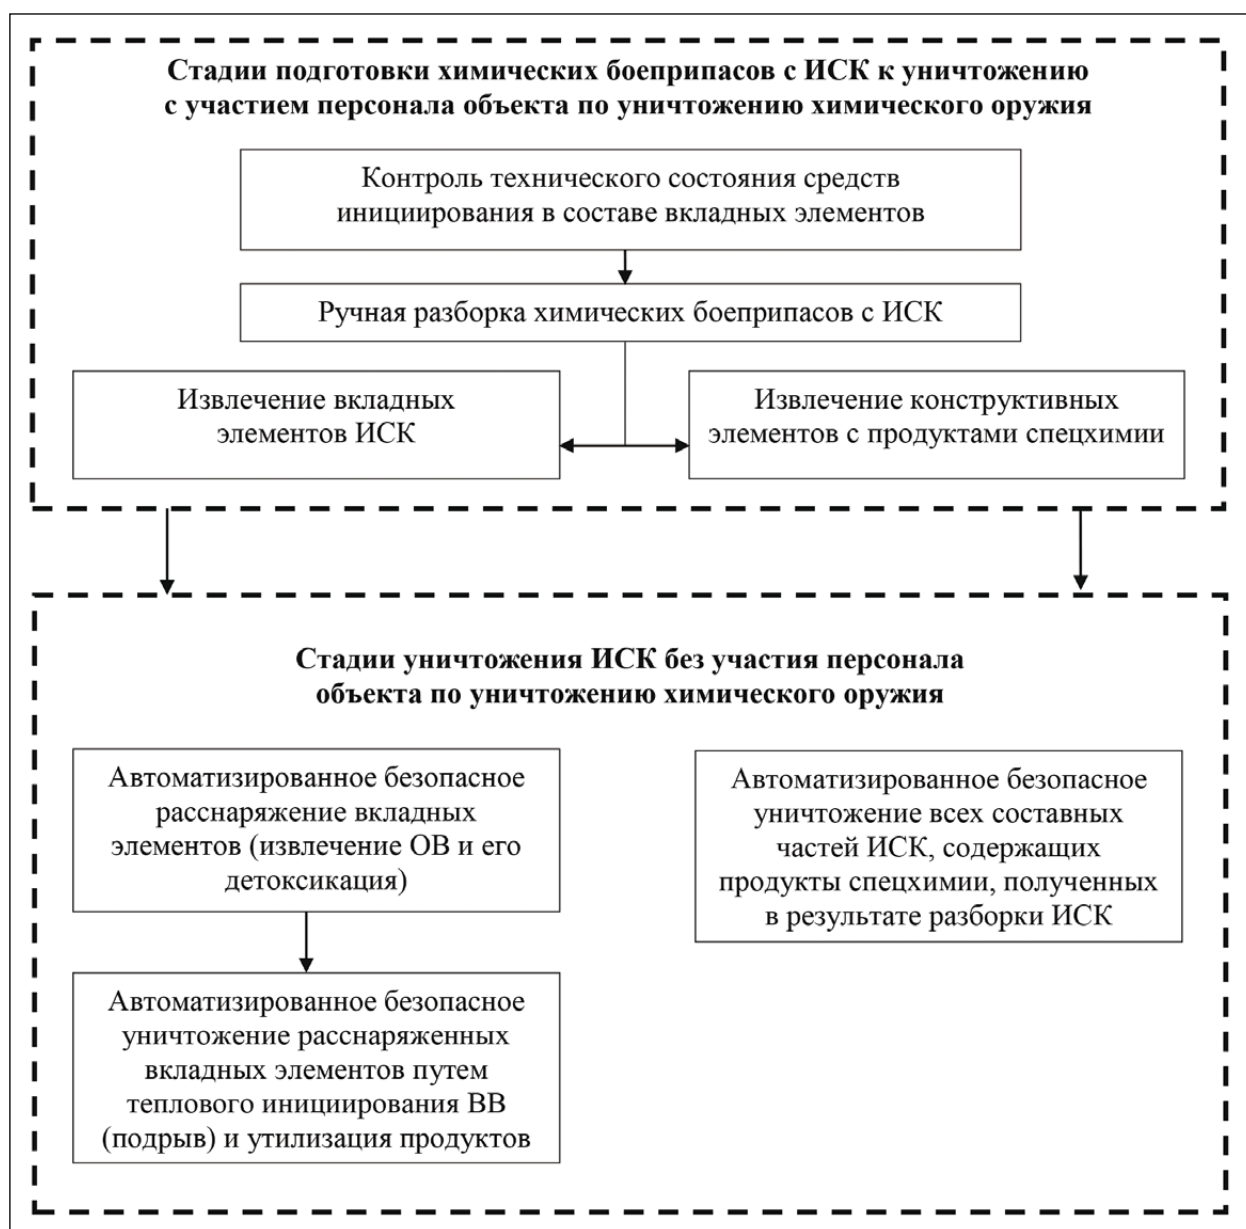 Стадии подготовки химических боеприпасов с ИСК к уничтожению
с участием персонала объекта по уничтожению химического оружия
Контроль технического состояния средств
инициирования в составе вкладных элементов
Ручная разборка химических боеприпасов с ИСК
Извлечение вкладных
элементов ИСК
Извлечение конструктивных
элементов с продуктами спецхимии
Стадии уничтожения ИСК без участия персонала
объекта по уничтожению химического оружия
Автоматизированное безопасное
расснаряжение вкладных
элементов (извлечение ОВ и его
детоксикация)
Автоматизированное безопасное
уничтожение всех составных
частей ИСК, содержащих
продукты спецхимии, полученных
в результате разборки ИСК
Автоматизированное безопасное
уничтожение расснаряженных
вкладных элементов путем
теплового инициирования ВВ
(подрыв) и утилизация продуктов